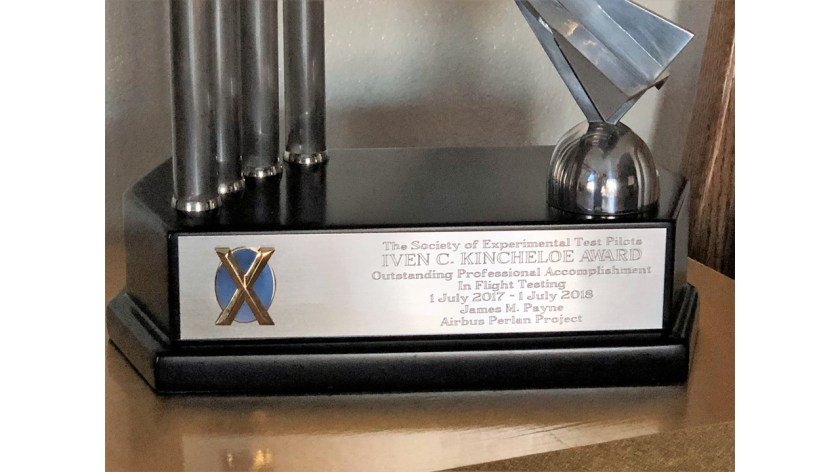 The Society of Experimental Test Pilots
IVEN C. KINCHELOE AWARD
Outstanding Professional Accomplishment
In Flight Testing
1 July 2017 - 1 July 2018
James M. Payne
Airbus Perlan Project
X